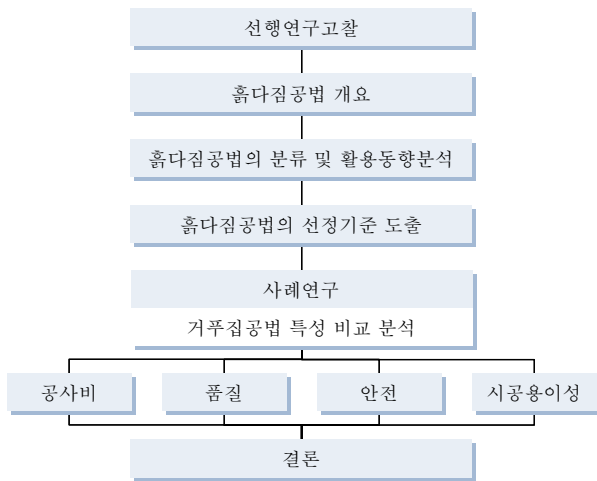 선행연구고찰
흙다짐공법 개요
흙다짐공법의 분류 및 활용동향분석
흙다짐공법의 선정기준 도출
사례연구
거푸집공법 특성 비교 분석
공사비
품질
안전
시공용이성
결론